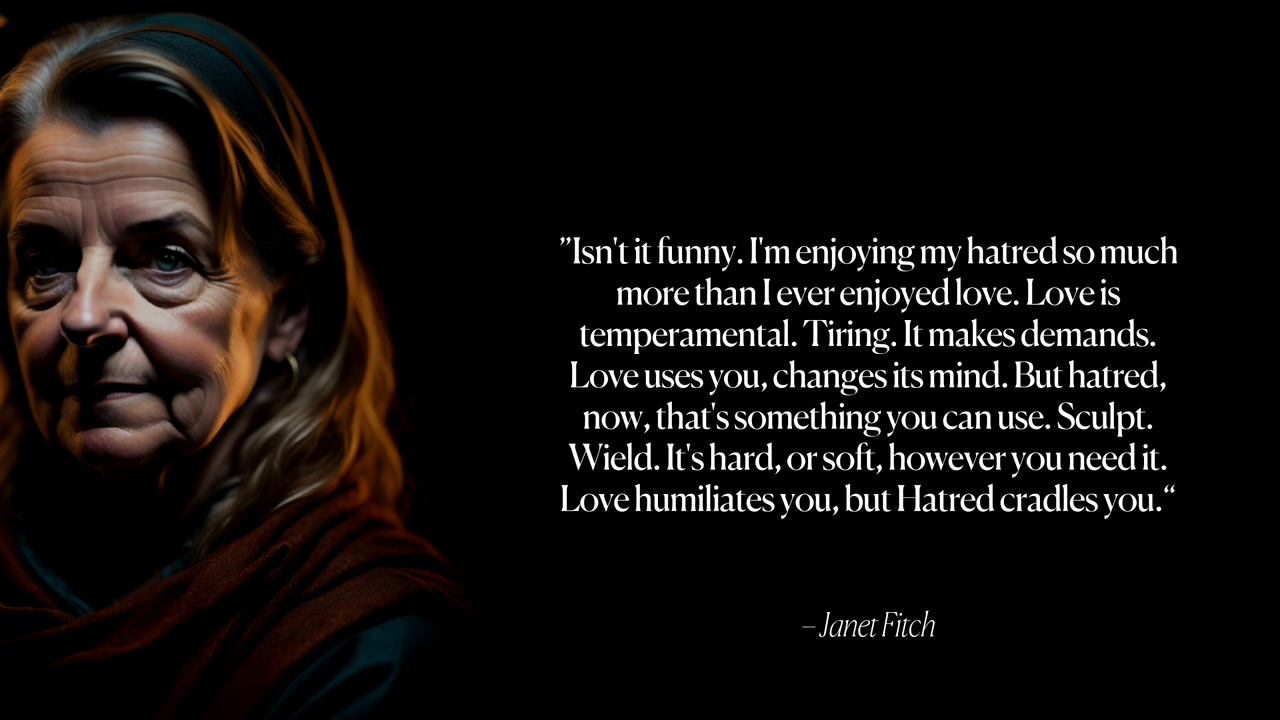 ”Isn't it funny. I'm enjoying my hatred so much
more than I ever enjoyed love. Love is
temperamental. Tiring. It makes demands.
Love uses you, changes its mind. But hatred,
now, that's something you can use. Sculpt.
Wield. It's hard, or soft, however you need it.
Love humiliates you, but Hatred cradles you.“
– Janet Fitch